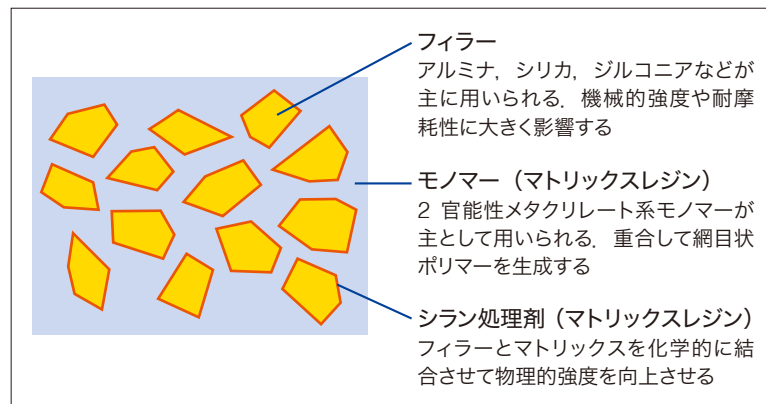 フィラー
アルミナ，シリカ，ジルコニアなどが
主に用いられる．機械的強度や耐摩
耗性に大きく影響する
モノマー（マトリックスレジン）
2 官能性メタクリレート系モノマーが
主として用いられる．重合して網目状
ポリマーを生成する
シラン処理剤（マトリックスレジン）
フィラーとマトリックスを化学的に結
合させて物理的強度を向上させる